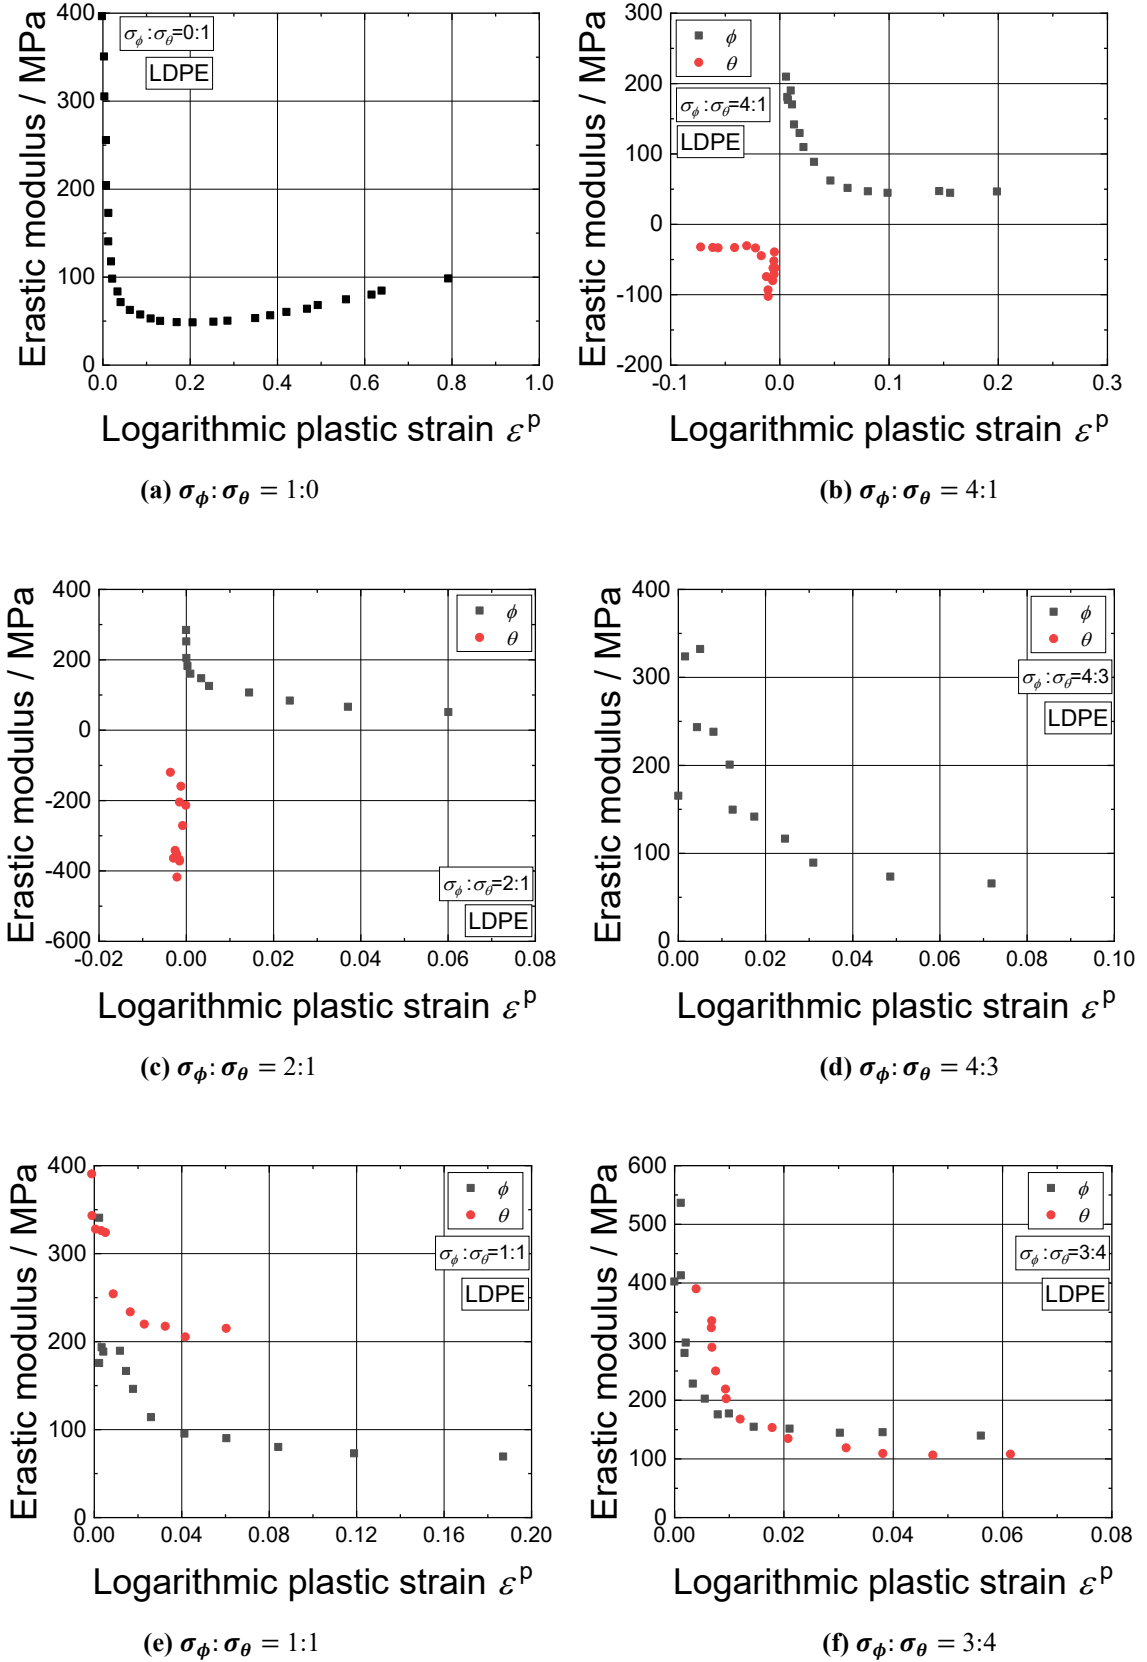 400
300
200
100
0
0.0 0.2 0.4 0.6 0.8 1.0
Erastic modulus / MPa
σϕ:σθ=0:1
LDPE
Logarithmic plastic strain εᵖ
(a) σϕ:σθ = 1:0
300
200
100
0
-100
-200
-0.1 0.0 0.1 0.2 0.3
Erastic modulus / MPa
ϕ
θ
σϕ:σθ=4:1
LDPE
Logarithmic plastic strain εᵖ
(b) σϕ:σθ = 4:1
400
200
0
-200
-400
-600
-0.02 0.00 0.02 0.04 0.06 0.08
Erastic modulus / MPa
ϕ
θ
σϕ:σθ=2:1
LDPE
Logarithmic plastic strain εᵖ
(c) σϕ:σθ = 2:1
400
300
200
100
0
0.00 0.02 0.04 0.06 0.08 0.10
Erastic modulus / MPa
ϕ
θ
σϕ:σθ=4:3
LDPE
Logarithmic plastic strain εᵖ
(d) σϕ:σθ = 4:3
400
300
200
100
0
0.00 0.04 0.08 0.12 0.16 0.20
Erastic modulus / MPa
ϕ
θ
σϕ:σθ=1:1
LDPE
Logarithmic plastic strain εᵖ
(e) σϕ:σθ = 1:1
600
500
400
300
200
100
0
0.00 0.02 0.04 0.06 0.08
Erastic modulus / MPa
ϕ
θ
σϕ:σθ=3:4
LDPE
Logarithmic plastic strain εᵖ
(f) σϕ:σθ = 3:4